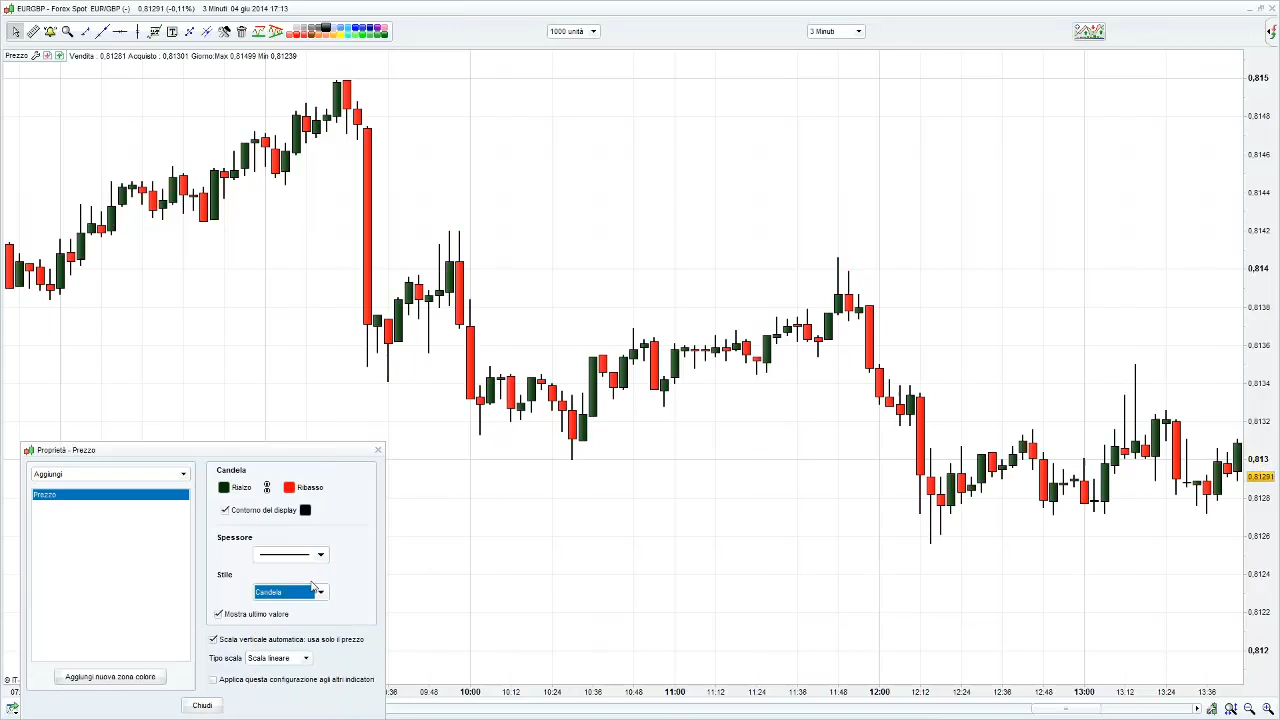 EURGBP - Forex Spot EUR/GBP (-) 0,81291 (-0,11%) 3 Minuti 04 giu 2014 17:13
1000 unità
3 Minuti
Prezzo
Vendita : 0,81281 Acquisto : 0,81301 Giorno:Max 0,81499 Min 0,81239
0,815
0,8148
0,8146
0,8144
0,8142
0,814
0,8138
0,8136
0,8134
0,8132
0,813
0,81291
0,8128
0,8126
0,8124
0,8122
0,812
Proprietà - Prezzo
Aggiungi
Prezzo
Aggiungi nuova zona colore
Candela
Rialzo
Ribasso
Contorno del display
Spessore
Stile
Candela
Mostra ultimo valore
Scala verticale automatica: usa solo il prezzo
Tipo scala
Scala lineare
Applica questa configurazione agli altri indicatori
Chiudi
© IT-
09:48 10:00 10:12 10:24 10:36 10:48 11:00 11:12 11:24 11:36 11:48 12:00 12:12 12:24 12:36 12:48 13:00 13:12 13:24 13:36